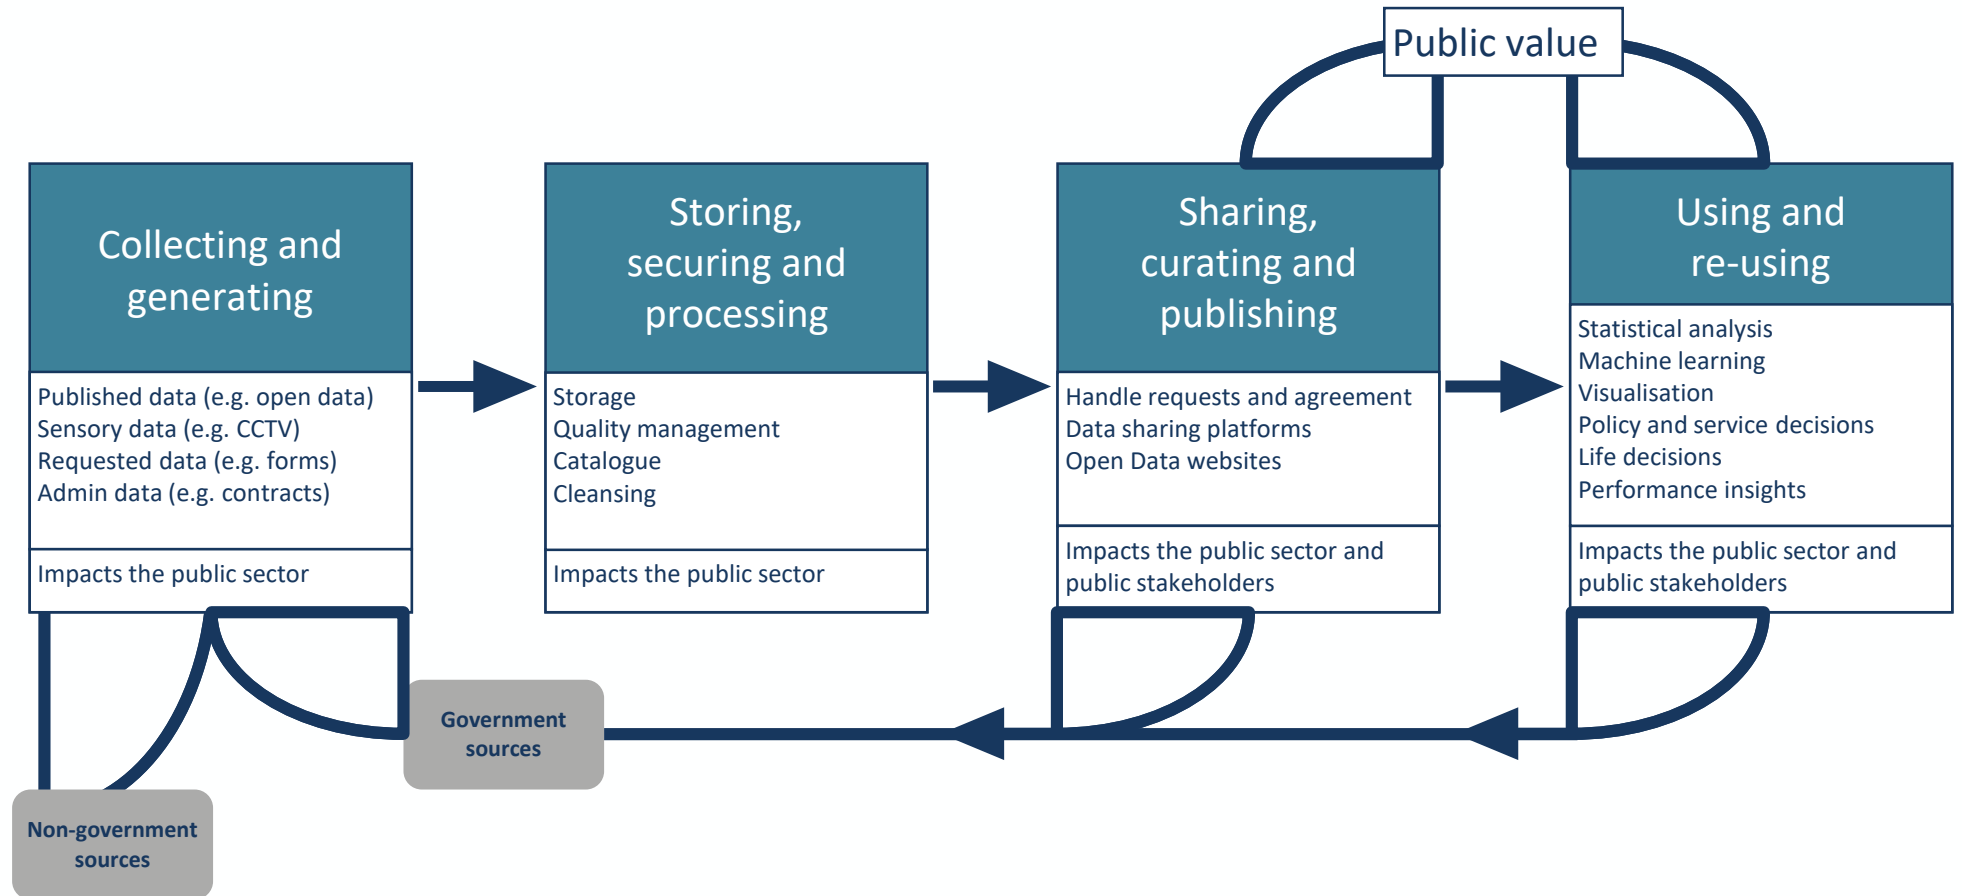 Public value
Collecting and
generating
Published data (e.g. open data)
Sensory data (e.g. CCTV)
Requested data (e.g. forms)
Admin data (e.g. contracts)
Impacts the public sector
Storing,
securing and
processing
Storage
Quality management
Catalogue
Cleansing
Impacts the public sector
Sharing,
curating and
publishing
Handle requests and agreement
Data sharing platforms
Open Data websites
Impacts the public sector and
public stakeholders
Using and
re-using
Statistical analysis
Machine learning
Visualisation
Policy and service decisions
Life decisions
Performance insights
Impacts the public sector and
public stakeholders
Government
sources
Non-government
sources